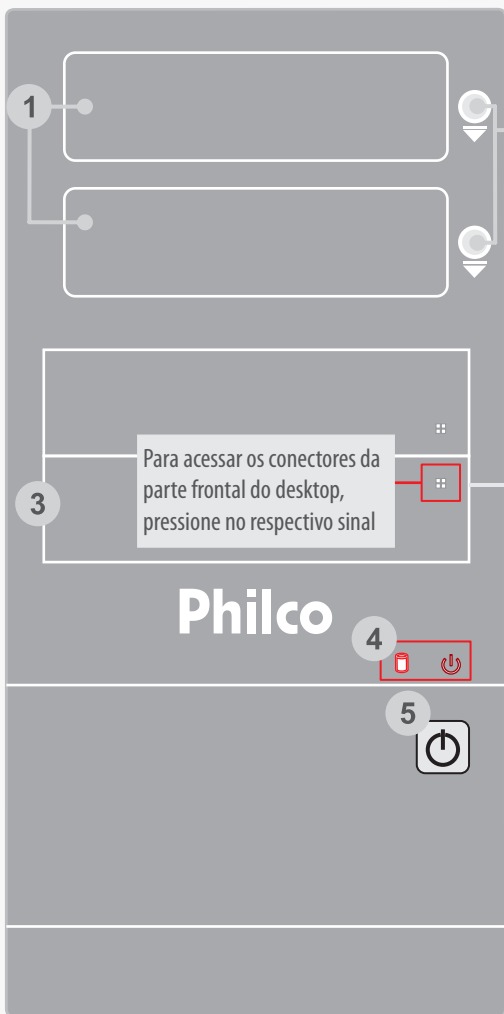 1
Para acessar os conectores da
parte frontal do desktop,
pressione no respectivo sinal
3
Philco
4
5